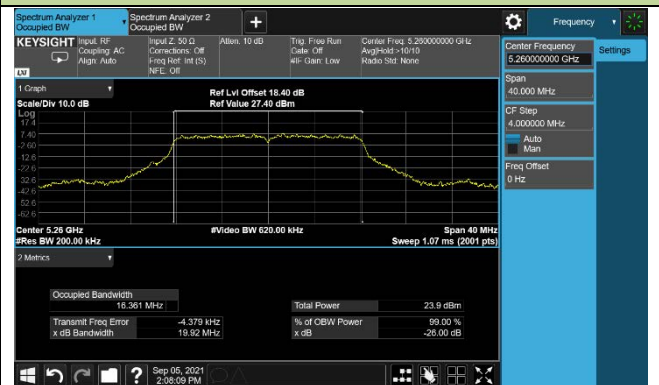 Spectrum Analyzer 1
Occupied BW
Spectrum Analyzer 2
Occupied BW
+
Frequency
KEYSIGHT
Input: RF
Coupling: AC
Align: Auto
Input Z: 50 Ω
Corrections: Off
Freq Ref: Int (S)
NFE: Off
Atten: 10 dB
Trig: Free Run
Gate: Off
#IF Gain: Low
Center Freq: 5.260000000 GHz
Avg|Hold:>10/10
Radio Std: None
LXI
Center Frequency
5.260000000 GHz
Settings
Span
40.000 MHz
CF Step
4.000000 MHz
Auto
Man
Freq Offset
0 Hz
1 Graph
Scale/Div 10.0 dB
Ref Lvl Offset 18.40 dB
Ref Value 27.40 dBm
Log
17.4
7.40
-2.60
-12.6
-22.6
-32.6
-42.6
-52.6
-62.6
Center 5.26 GHz
#Video BW 620.00 kHz
Span 40 MHz
#Res BW 200.00 kHz
Sweep 1.07 ms (2001 pts)
2 Metrics
Occupied Bandwidth
16.361 MHz
Total Power
23.9 dBm
Transmit Freq Error
-4.379 kHz
% of OBW Power
99.00 %
x dB Bandwidth
19.92 MHz
x dB
-26.00 dB
?
Sep 05, 2021
2:08:09 PM